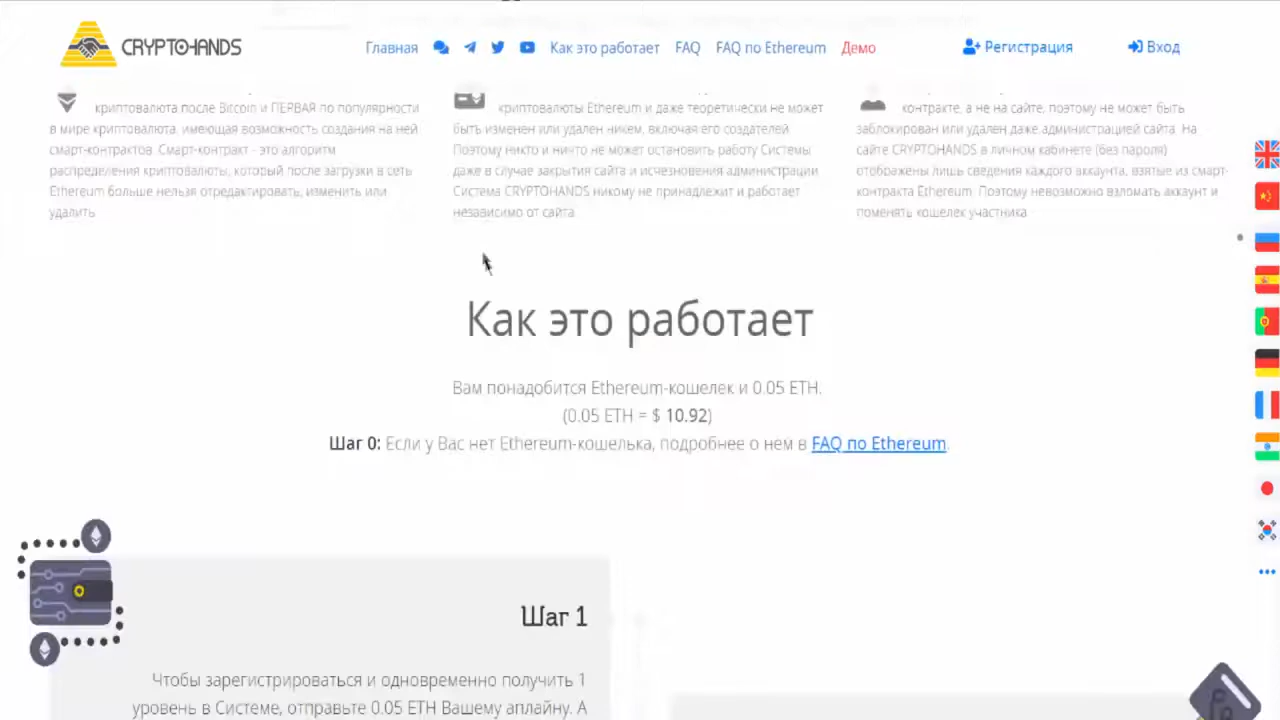 CRYPTOHANDS
Главная Как это работает FAQ FAQ по Ethereum Демо Регистрация Вход
криптовалюта после Bitcoin и ПЕРВАЯ по популярности
в мире криптовалюта, имеющая возможность создания на ней
смарт-контрактов. Смарт-контракт - это алгоритм
распределения криптовалюты, который после загрузки в сеть
Ethereum больше нельзя отредактировать, изменить или
удалить.
криптовалюты Ethereum и даже теоретически не может
быть изменен или удален никем, включая его создателей.
Поэтому никто и ничто не может остановить работу Системы
даже в случае закрытия сайта и исчезновения администрации.
Система CRYPTOHANDS никому не принадлежит и работает
независимо от сайта.
контракте, а не на сайте, поэтому не может быть
заблокирован или удален даже администрацией сайта. На
сайте CRYPTOHANDS в личном кабинете (без пароля)
отображены лишь сведения каждого аккаунта, взятые из смарт-
контракта Ethereum. Поэтому невозможно взломать аккаунт и
поменять кошелек участника.
Как это работает
Вам понадобится Ethereum-кошелек и 0.05 ETH.
(0.05 ETH = $ 10.92)
Шаг 0: Если у Вас нет Ethereum-кошелька, подробнее о нем в FAQ по Ethereum.
Шаг 1
Чтобы зарегистрироваться и одновременно получить 1
уровень в Системе, отправьте 0.05 ETH Вашему аплайну. А